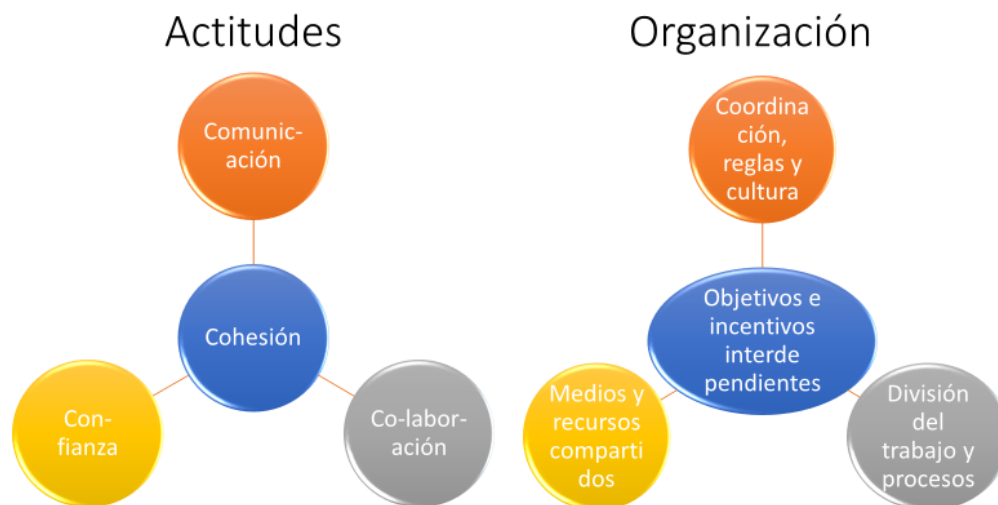 Actitudes
Comunic-
ación
Cohesión
Con-
fianza
Co-labor-
ación
Organización
Coordina
ción,
reglas y
cultura
Objetivos e
incentivos
interde
pendientes
Medios y
recursos
comparti
dos
División
del
trabajo y
procesos